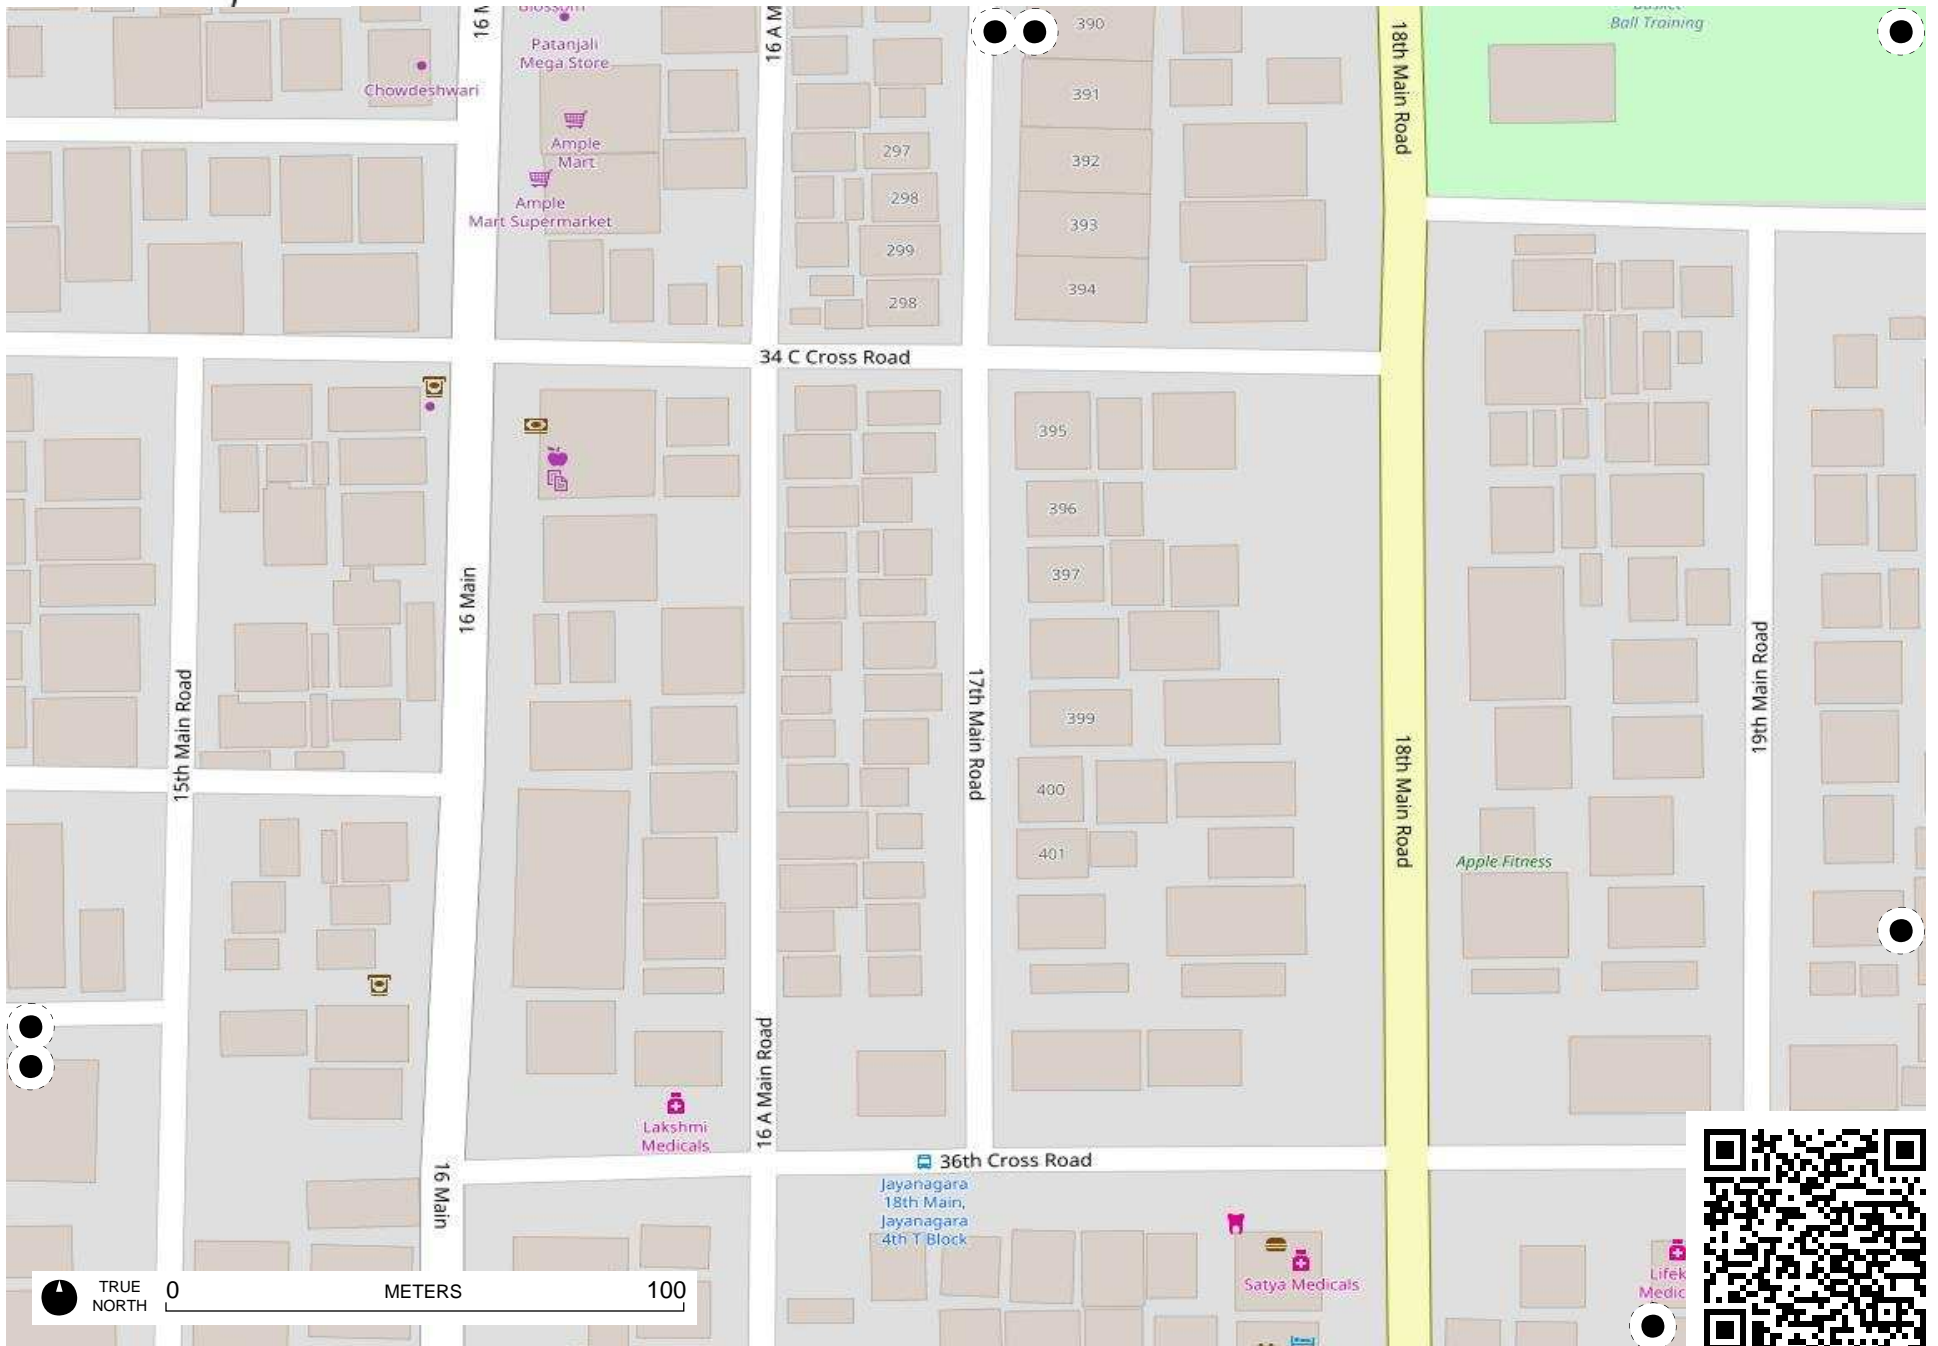 Patanjali
Mega Store
Chowdeshwari
Ample
Mart
Ample
Mart Supermarket
16 A M
390
391
392
393
394
297
298
299
298
18th Main Road
Ball Training
34 C Cross Road
395
396
397
399
400
401
16 Main
15th Main Road
17th Main Road
18th Main Road
19th Main Road
Apple Fitness
16 A Main Road
Lakshmi
Medicals
36th Cross Road
16 Main
Jayanagara
18th Main,
Jayanagara
4th T Block
Satya Medicals
Lifek
Medic
TRUE
NORTH
0
METERS
100